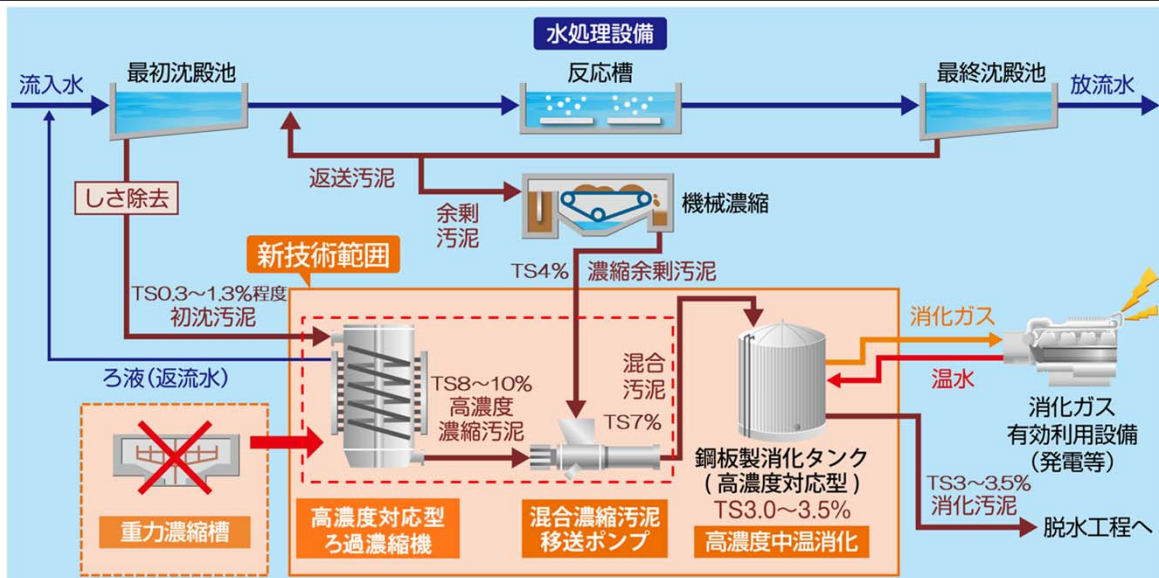 水処理設備
流入水
最初沈殿池
反応槽
最終沈殿池
放流水
返送汚泥
しさ除去
余剰
汚泥
機械濃縮
新技術範囲
TS4%
濃縮余剰汚泥
TS0.3～1.3%程度
初沈汚泥
ろ液(返流水)
TS8～10%
高濃度
濃縮汚泥
混合
汚泥
TS7%
消化ガス
温水
消化ガス
有効利用設備
(発電等)
鋼板製消化タンク
(高濃度対応型)
TS3.0～3.5%
TS3～3.5%
消化汚泥
重力濃縮槽
高濃度対応型
ろ過濃縮機
混合濃縮汚泥
移送ポンプ
高濃度中温消化
脱水工程へ